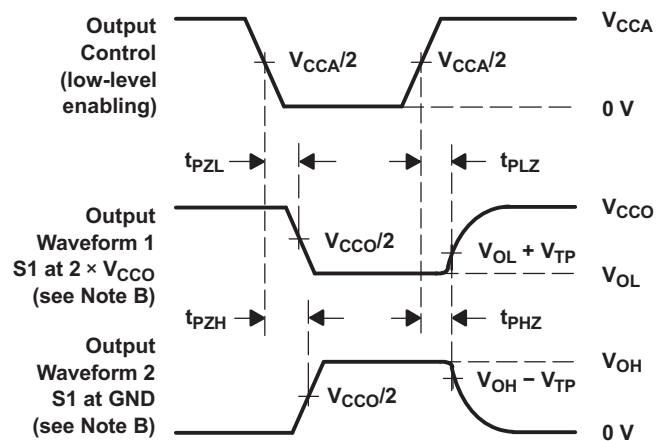 Output
Control
(low-level
enabling)
V_CCA/2
V_CCA/2
V_CCA
0 V
t_PZL
t_PLZ
Output
Waveform 1
S1 at 2 × V_CCO
(see Note B)
V_CCO/2
V_CCO
V_OL + V_TP
V_OL
t_PZH
t_PHZ
Output
Waveform 2
S1 at GND
(see Note B)
V_CCO/2
V_OH
V_OH − V_TP
0 V